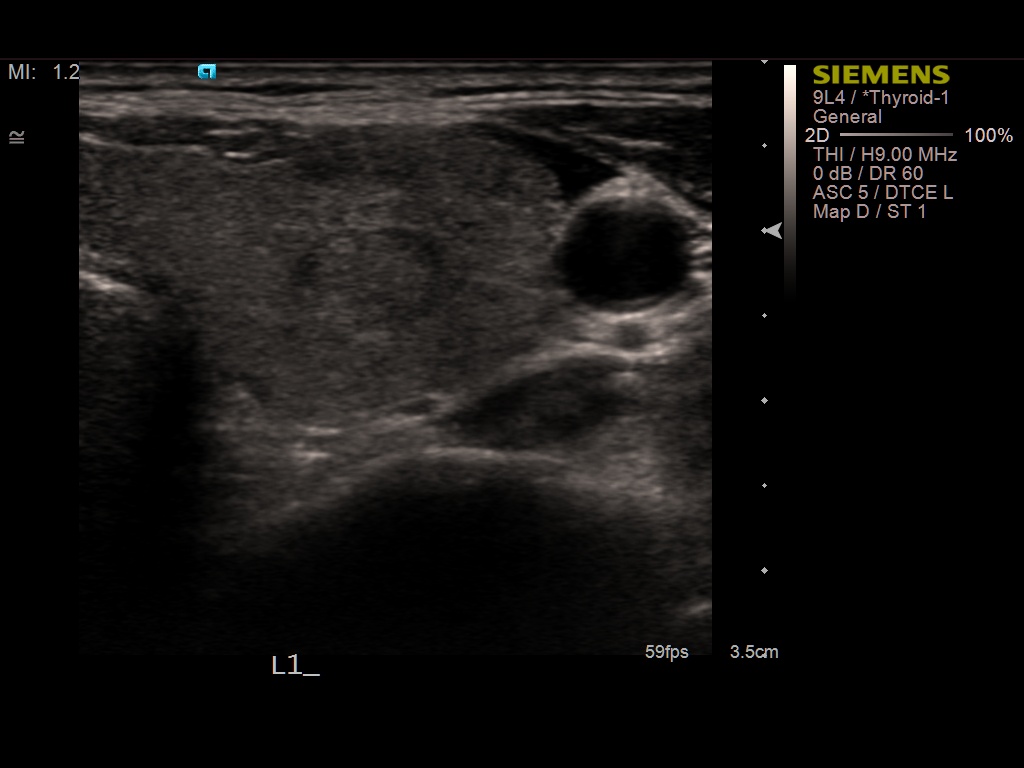 MI: 1.2
SIEMENS
9L4 / *Thyroid-1
General
2D 100%
THI / H9.00 MHz
0 dB / DR 60
ASC 5 / DTCE L
Map D / ST 1
59fps 3.5cm
L1_